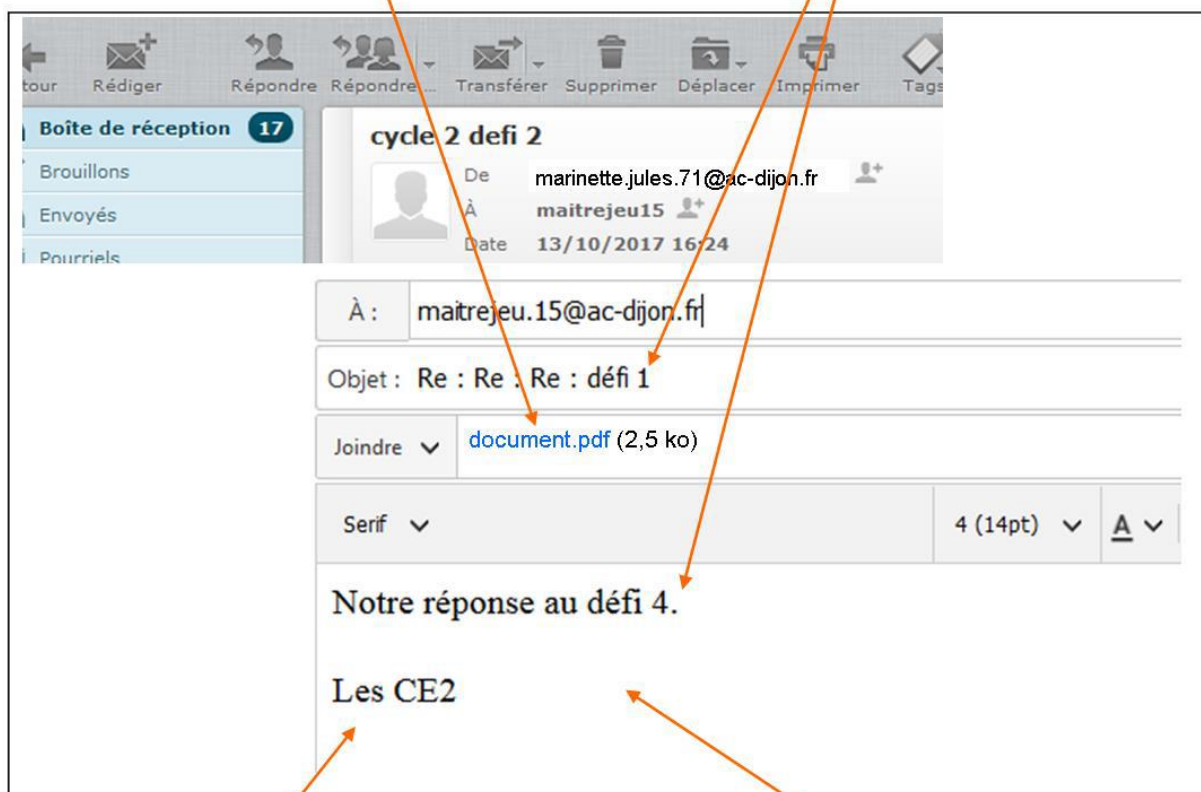 tour Rédiger Répondre Répondre ... Transférer Supprimer Déplacer Imprimer Tags
Boîte de réception 17
Brouillons
Envoyés
Pourriels
cycle 2 defi 2
De marinette.jules.71@ac-dijon.fr
À maitrejeu15
Date 13/10/2017 16:24
À : maitrejeu.15@ac-dijon.fr
Objet : Re : Re : Re : défi 1
Joindre document.pdf (2,5 ko)
Serif 4 (14pt) A
Notre réponse au défi 4.
Les CE2